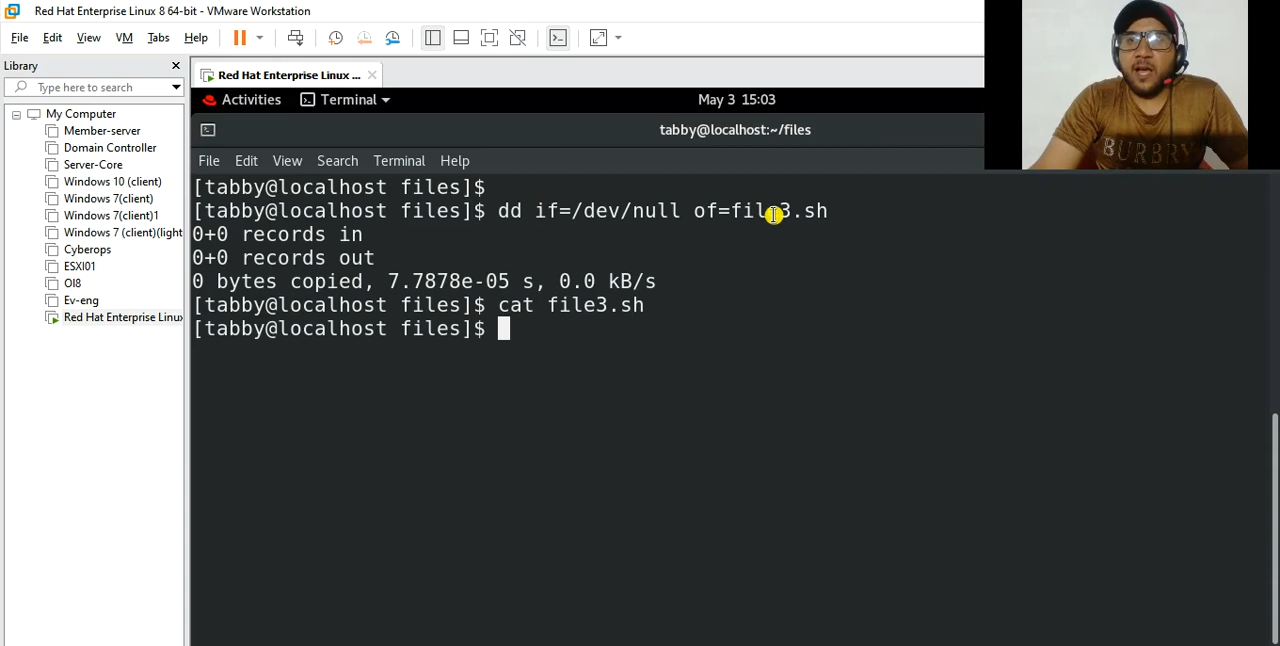 Red Hat Enterprise Linux 8 64-bit - VMware Workstation
File Edit View VM Tabs Help
Library
Type here to search
My Computer
Member-server
Domain Controller
Server-Core
Windows 10 (client)
Windows 7(client)
Windows 7(client)1
Windows 7 (client)(light
Cyberops
ESXI01
OI8
Ev-eng
Red Hat Enterprise Linux
Red Hat Enterprise Linux ...
Activities Terminal May 3 15:03
tabby@localhost:~/files
File Edit View Search Terminal Help
[tabby@localhost files]$
[tabby@localhost files]$ dd if=/dev/null of=file3.sh
0+0 records in
0+0 records out
0 bytes copied, 7.7878e-05 s, 0.0 kB/s
[tabby@localhost files]$ cat file3.sh
[tabby@localhost files]$
BURBRY